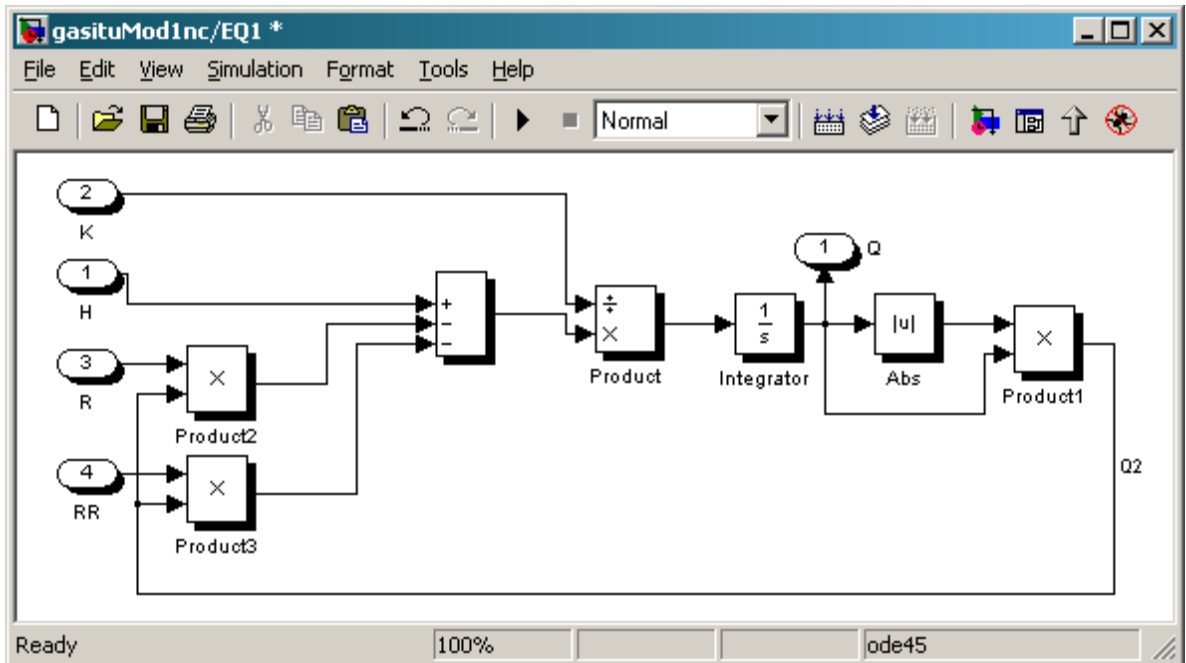 gasituMod1nc/EQ1 *
File Edit View Simulation Format Tools Help
Normal
2
K
1
H
3
R
Product2
4
RR
Product3
+
−
−
÷
×
Product
1
s
Integrator
1
Q
|u|
Abs
×
Product1
×
×
Q2
Ready 100% ode45